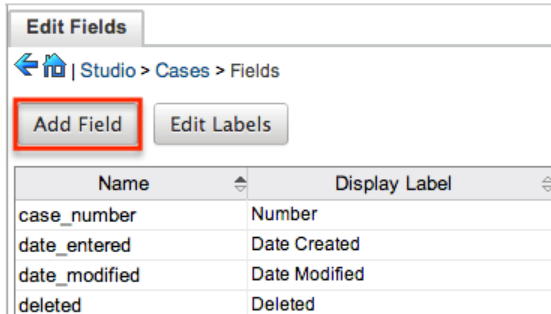 Edit Fields
| Studio > Cases > Fields
Add Field Edit Labels
Name Display Label
case_number Number
date_entered Date Created
date_modified Date Modified
deleted Deleted